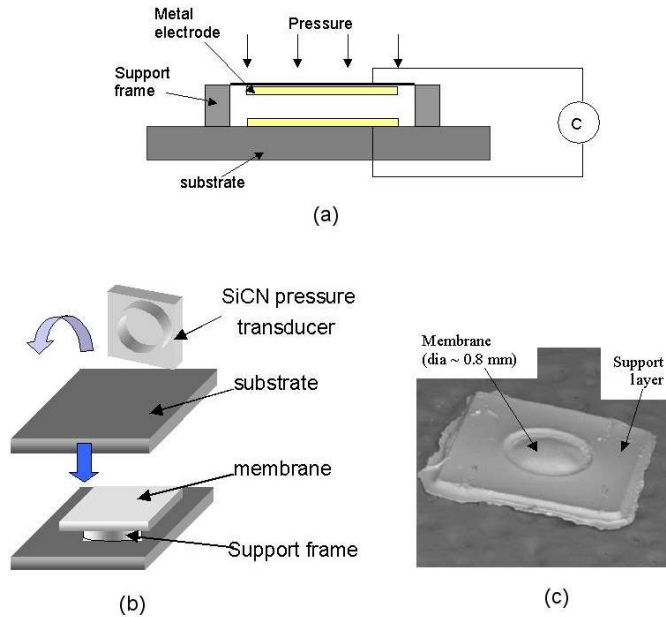 Metal
electrode
Pressure
Support
frame
C
substrate
(a)
SiCN pressure
transducer
substrate
membrane
Support frame
(b)
Membrane
(dia ~ 0.8 mm)
Support
layer
(c)